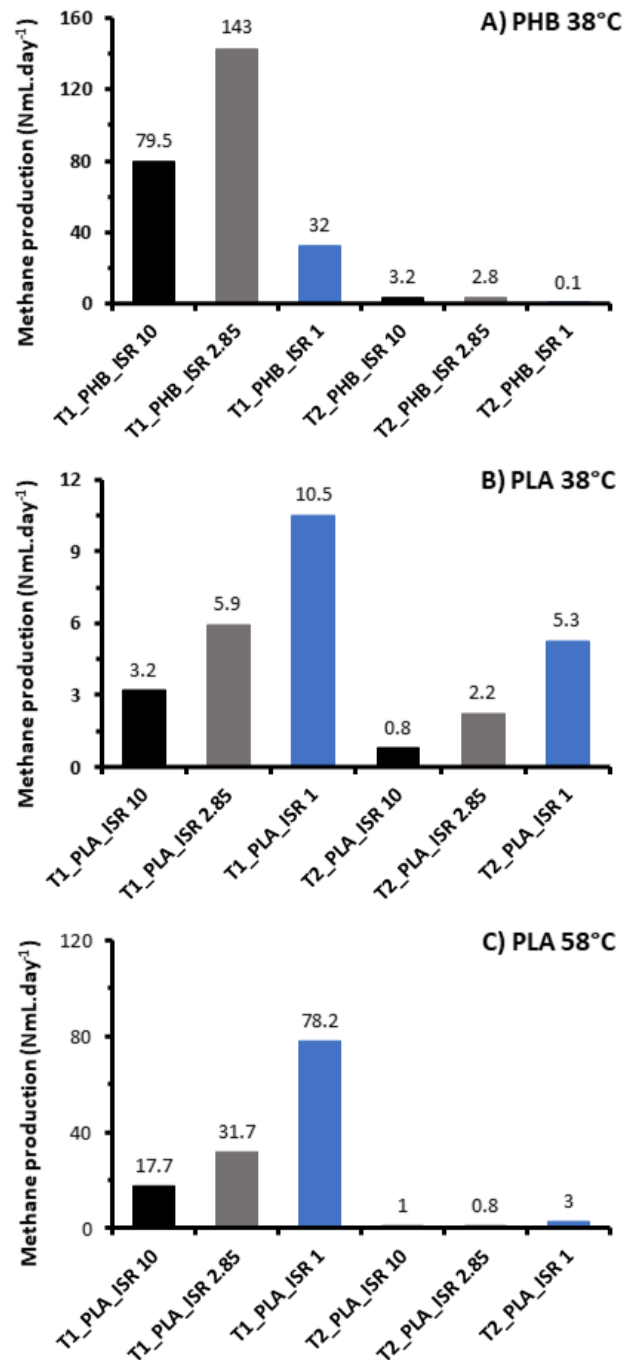 A) PHB 38°C
Methane production (NmL.day⁻¹)
160
120
80
40
0
79.5
143
32
3.2
2.8
0.1
T1_PHB_ISR 10
T1_PHB_ISR 2.85
T1_PHB_ISR 1
T2_PHB_ISR 10
T2_PHB_ISR 2.85
T2_PHB_ISR 1
B) PLA 38°C
Methane production (NmL.day⁻¹)
12
9
6
3
0
3.2
5.9
10.5
0.8
2.2
5.3
T1_PLA_ISR 10
T1_PLA_ISR 2.85
T1_PLA_ISR 1
T2_PLA_ISR 10
T2_PLA_ISR 2.85
T2_PLA_ISR 1
C) PLA 58°C
Methane production (NmL.day⁻¹)
120
80
40
0
17.7
31.7
78.2
1
0.8
3
T1_PLA_ISR 10
T1_PLA_ISR 2.85
T1_PLA_ISR 1
T2_PLA_ISR 10
T2_PLA_ISR 2.85
T2_PLA_ISR 1